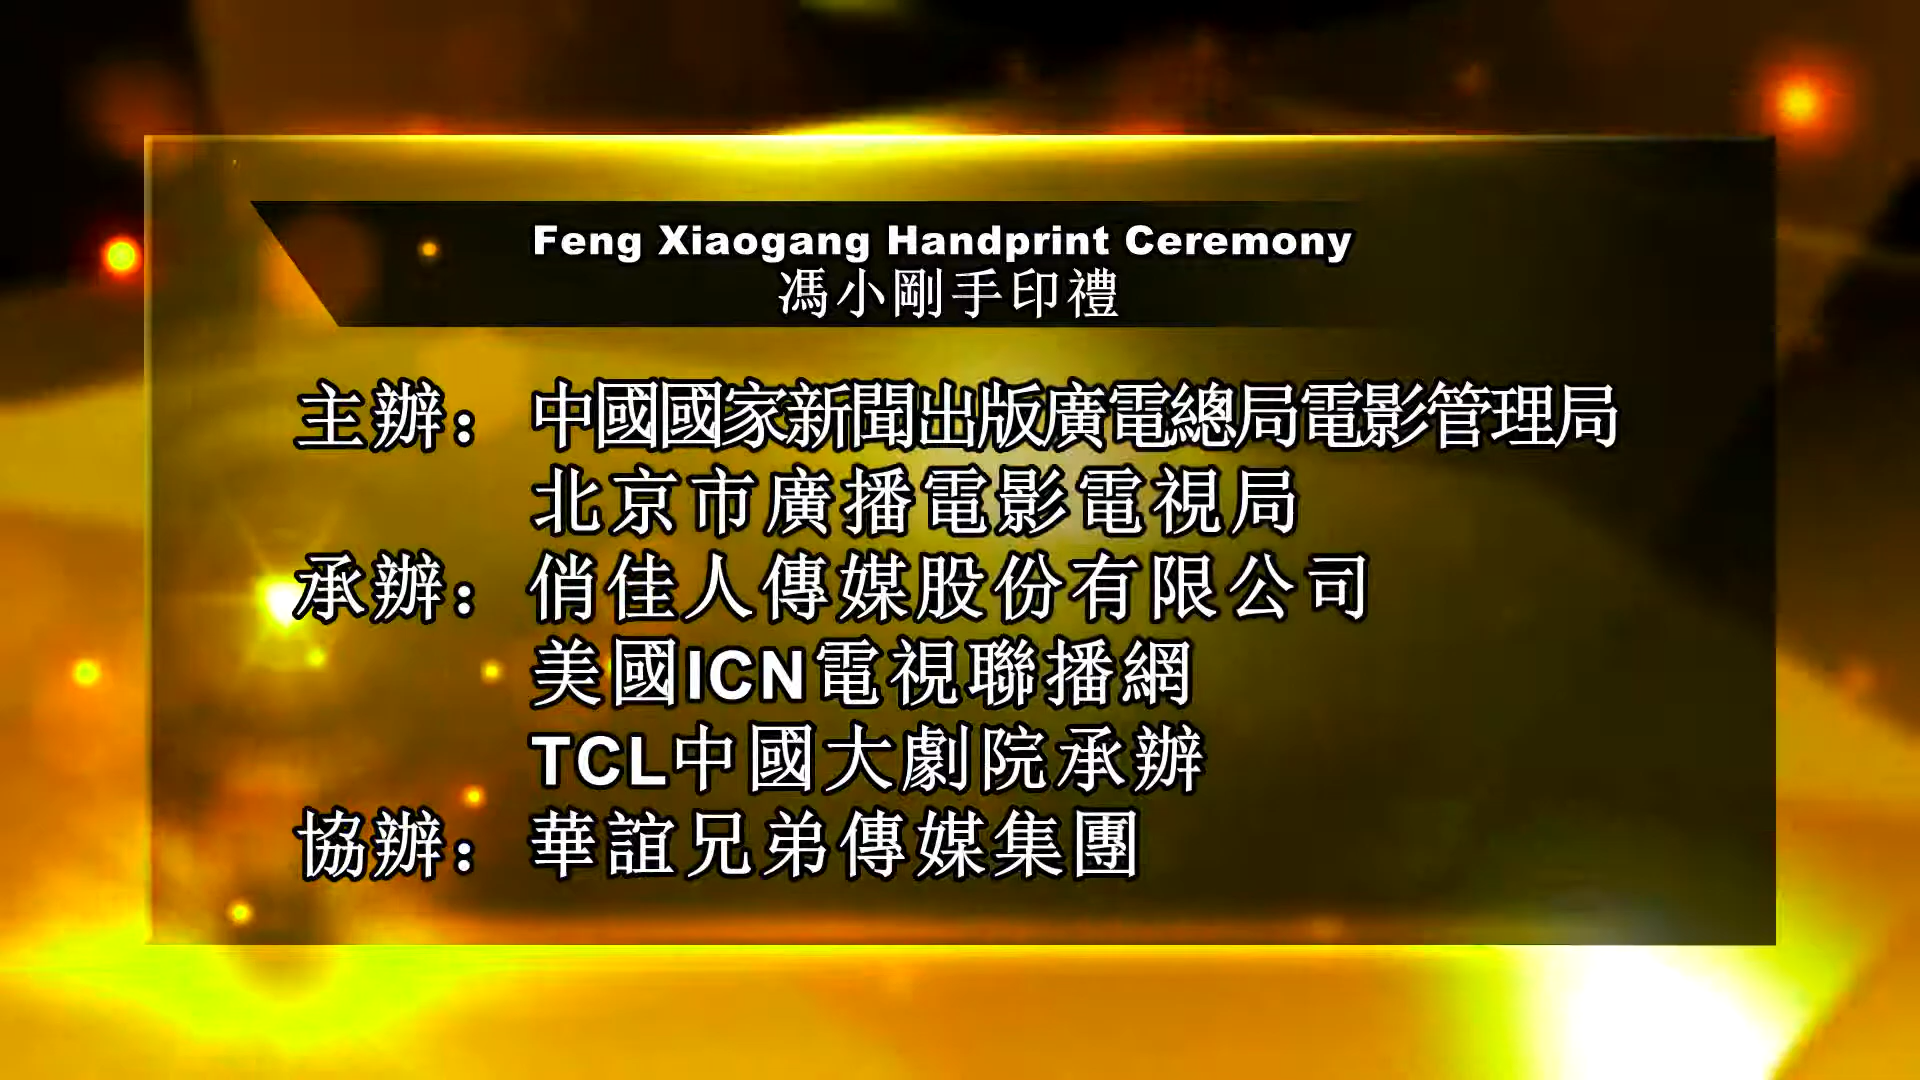 Feng Xiaogang Handprint Ceremony
馮小剛手印禮
主辦：中國國家新聞出版廣電總局電影管理局
北京市廣播電影電視局
承辦：俏佳人傳媒股份有限公司
美國ICN電視聯播網
TCL中國大劇院承辦
協辦：華誼兄弟傳媒集團